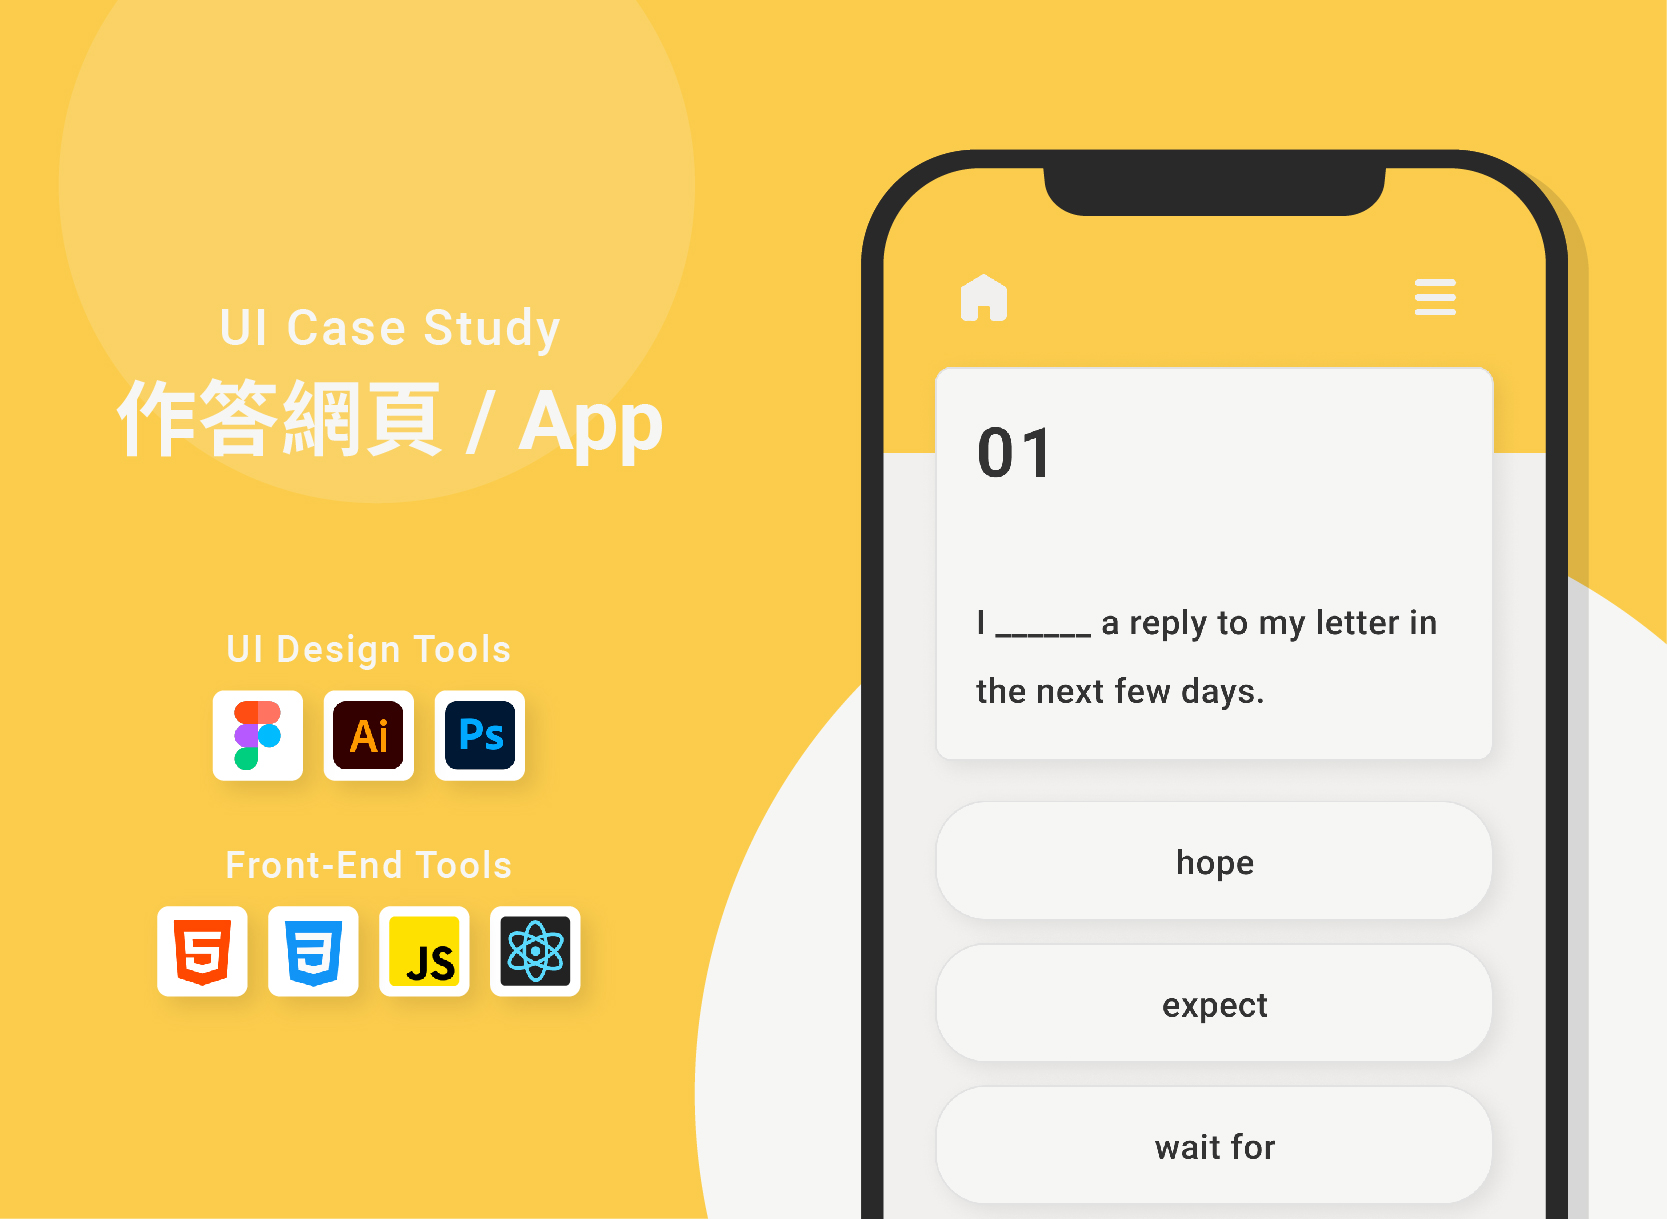 UI Case Study
作答網頁 / App
UI Design Tools
Ai
Ps
Front-End Tools
JS
01
I ______ a reply to my letter in
the next few days.
hope
expect
wait for